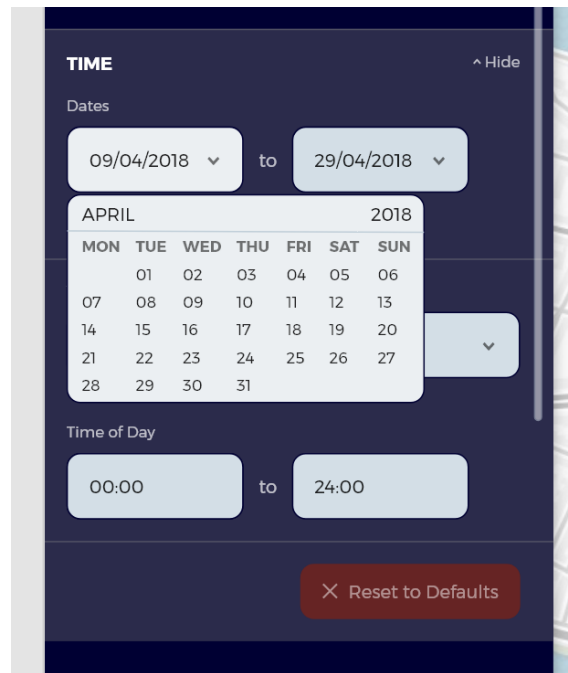 TIME ^ Hide
Dates
09/04/2018 to 29/04/2018
APRIL 2018
MON TUE WED THU FRI SAT SUN
01 02 03 04 05 06
07 08 09 10 11 12 13
14 15 16 17 18 19 20
21 22 23 24 25 26 27
28 29 30 31
Time of Day
00:00 to 24:00
Reset to Defaults